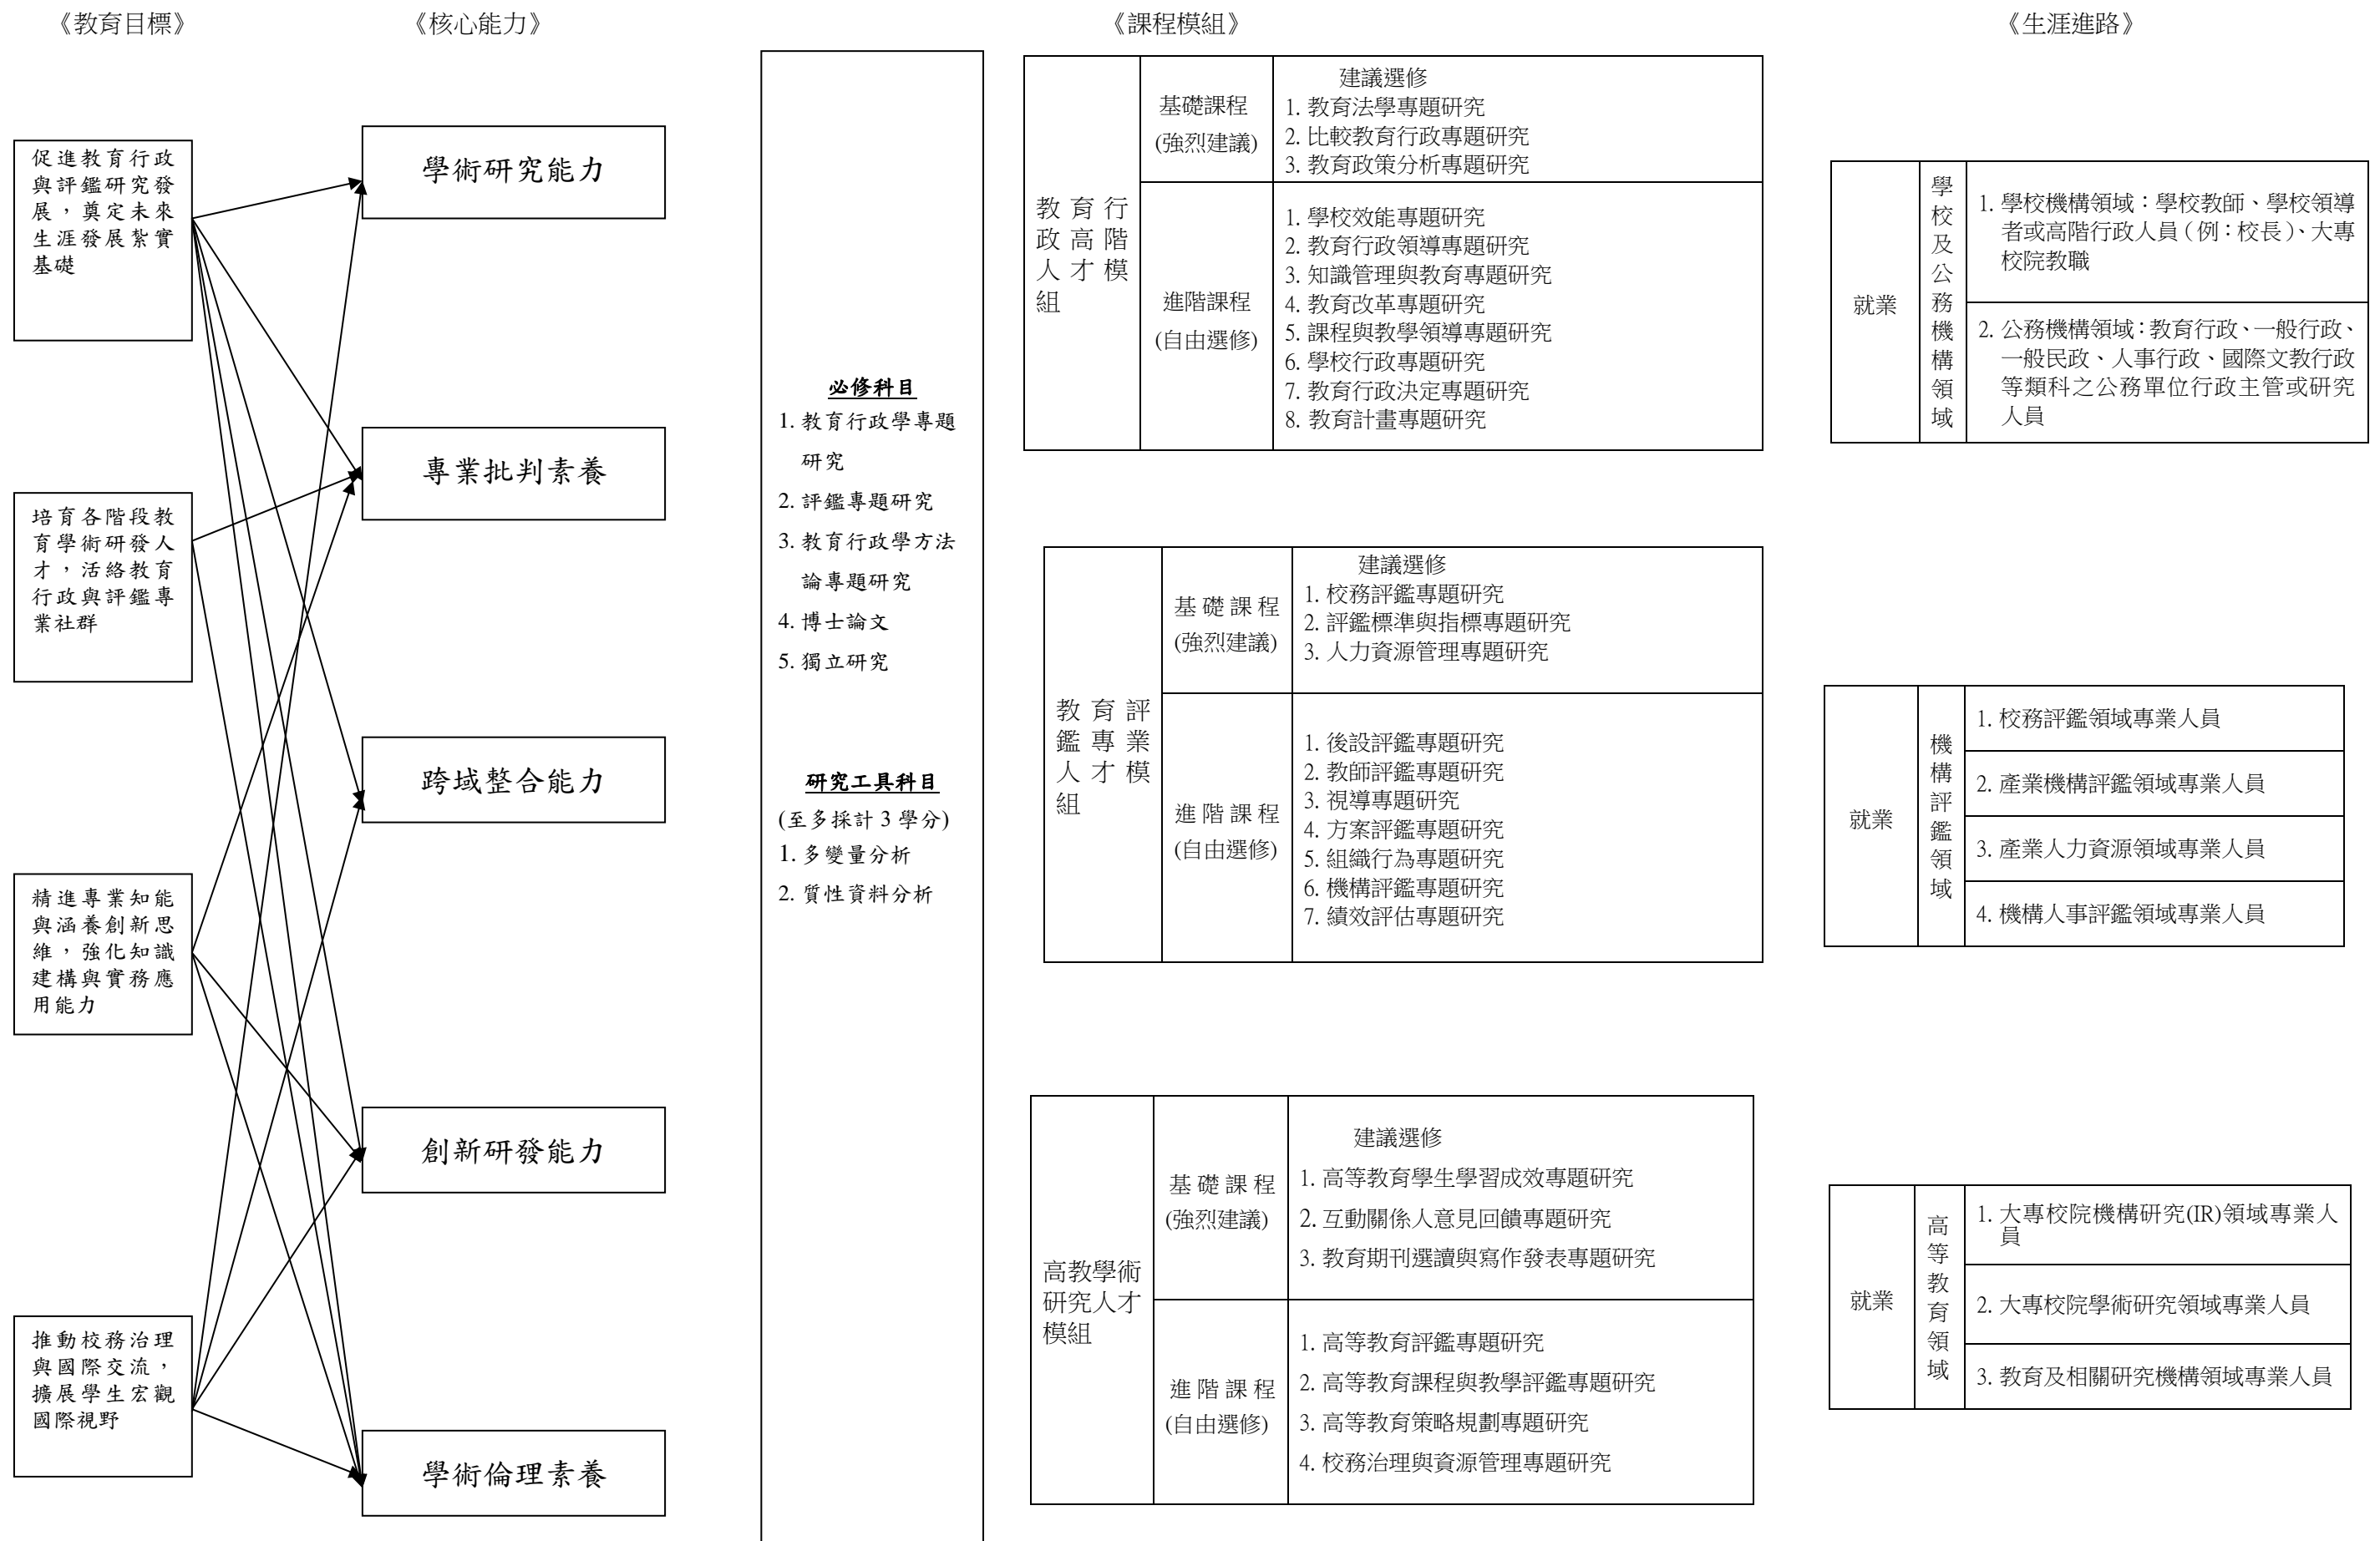 《教育目標》
《核心能力》
《課程模組》
《生涯進路》
促進教育行政
與評鑑研究發
展，奠定未來
生涯發展紮實
基礎
培育各階段教
育學術研發人
才，活絡教育
行政與評鑑專
業社群
精進專業知能
與涵養創新思
維，強化知識
建構與實務應
用能力
推動校務治理
與國際交流，
擴展學生宏觀
國際視野
學術研究能力
專業批判素養
跨域整合能力
創新研發能力
學術倫理素養
必修科目
1. 教育行政學專題
研究
2. 評鑑專題研究
3. 教育行政學方法
論專題研究
4. 博士論文
5. 獨立研究
研究工具科目
(至多採計 3 學分)
1. 多變量分析
2. 質性資料分析
教育行
政高階
人才模
組
基礎課程
(強烈建議)
建議選修
1. 教育法學專題研究
2. 比較教育行政專題研究
3. 教育政策分析專題研究
進階課程
(自由選修)
1. 學校效能專題研究
2. 教育行政領導專題研究
3. 知識管理與教育專題研究
4. 教育改革專題研究
5. 課程與教學領導專題研究
6. 學校行政專題研究
7. 教育行政決定專題研究
8. 教育計畫專題研究
教育評
鑑專業
人才模
組
基礎課程
(強烈建議)
建議選修
1. 校務評鑑專題研究
2. 評鑑標準與指標專題研究
3. 人力資源管理專題研究
進階課程
(自由選修)
1. 後設評鑑專題研究
2. 教師評鑑專題研究
3. 視導專題研究
4. 方案評鑑專題研究
5. 組織行為專題研究
6. 機構評鑑專題研究
7. 績效評估專題研究
高教學術
研究人才
模組
基礎課程
(強烈建議)
建議選修
1. 高等教育學生學習成效專題研究
2. 互動關係人意見回饋專題研究
3. 教育期刊選讀與寫作發表專題研究
進階課程
(自由選修)
1. 高等教育評鑑專題研究
2. 高等教育課程與教學評鑑專題研究
3. 高等教育策略規劃專題研究
4. 校務治理與資源管理專題研究
就業
學校及公務機構領域
1. 學校機構領域：學校教師、學校領導
者或高階行政人員（例：校長）、大專
校院教職
2. 公務機構領域：教育行政、一般行政、
一般民政、人事行政、國際文教行政
等類科之公務單位行政主管或研究
人員
就業
機構評鑑領域
1. 校務評鑑領域專業人員
2. 產業機構評鑑領域專業人員
3. 產業人力資源領域專業人員
4. 機構人事評鑑領域專業人員
就業
高等教育領域
1. 大專校院機構研究(IR)領域專業人
員
2. 大專校院學術研究領域專業人員
3. 教育及相關研究機構領域專業人員